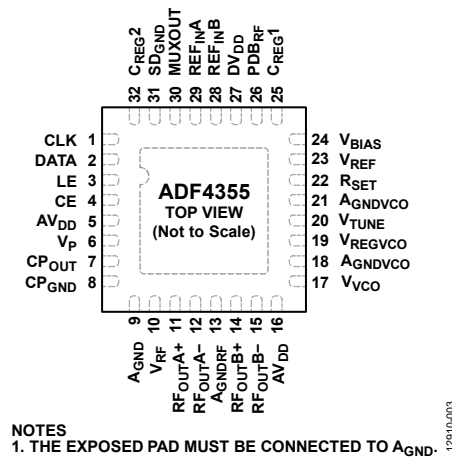 32 CREG2
31 SDGND
30 MUXOUT
29 REFINA
28 REFINB
27 DVDD
26 PDBRF
25 CREG1
CLK 1
DATA 2
LE 3
CE 4
AVDD 5
VP 6
CPOUT 7
CPGND 8
ADF4355
TOP VIEW
(Not to Scale)
24 VBIAS
23 VREF
22 RSET
21 AGNDVCO
20 VTUNE
19 VREGVCO
18 AGNDVCO
17 VVCO
AGND 9
VRF 10
RFOUTA+ 11
RFOUTA− 12
AGNDRF 13
RFOUTB+ 14
RFOUTB− 15
AVDD 16
NOTES
1. THE EXPOSED PAD MUST BE CONNECTED TO AGND.
12910-003